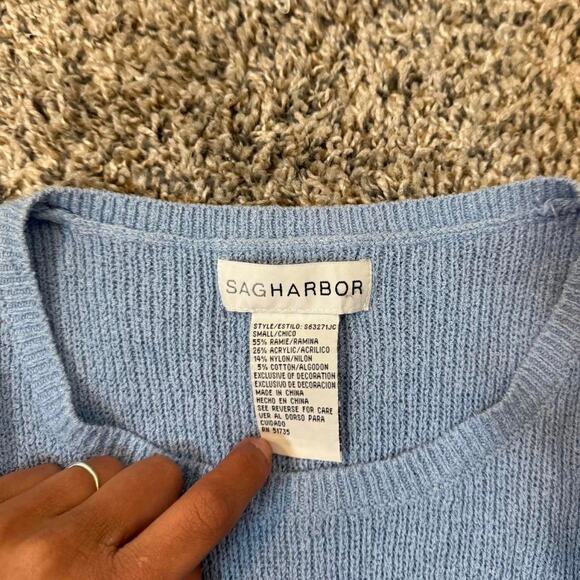 SAGHARBOR
STYLE/ESTILO: S63271JC
SMALL/CHICO
55% RAMIE/RAMINA
26% ACRYLIC/ACRILICO
14% NYLON/NILON
5% COTTON/ALGODON
EXCLUSIVE OF DECORATION
EXCLUSIVO DE DECORACION
MADE IN CHINA
HECHO EN CHINA
SEE REVERSE FOR CARE
VER AL DORSO PARA
CUIDADO
RN 51735